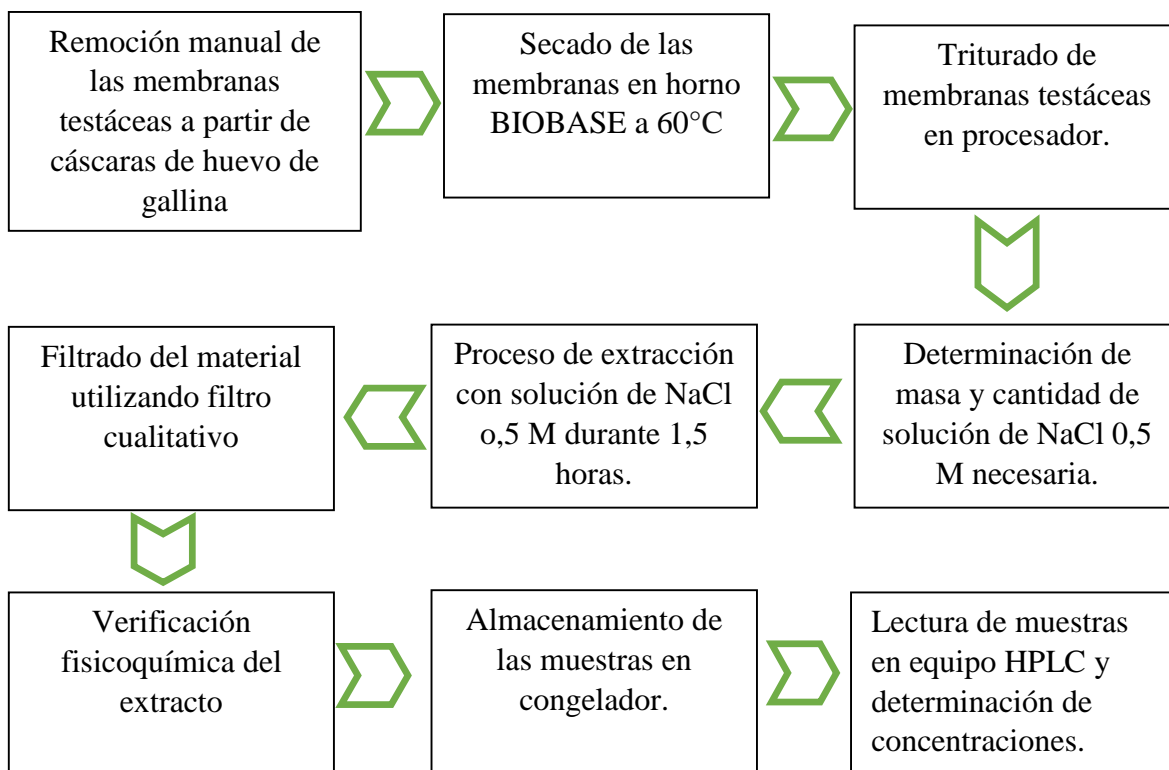 Remoción manual de
las membranas
testáceas a partir de
cáscaras de huevo de
gallina
Secado de las
membranas en horno
BIOBASE a 60°C
Triturado de
membranas testáceas
en procesador.
Determinación de
masa y cantidad de
solución de NaCl 0,5
M necesaria.
Proceso de extracción
con solución de NaCl
o,5 M durante 1,5
horas.
Filtrado del material
utilizando filtro
cualitativo
Verificación
fisicoquímica del
extracto
Almacenamiento de
las muestras en
congelador.
Lectura de muestras
en equipo HPLC y
determinación de
concentraciones.